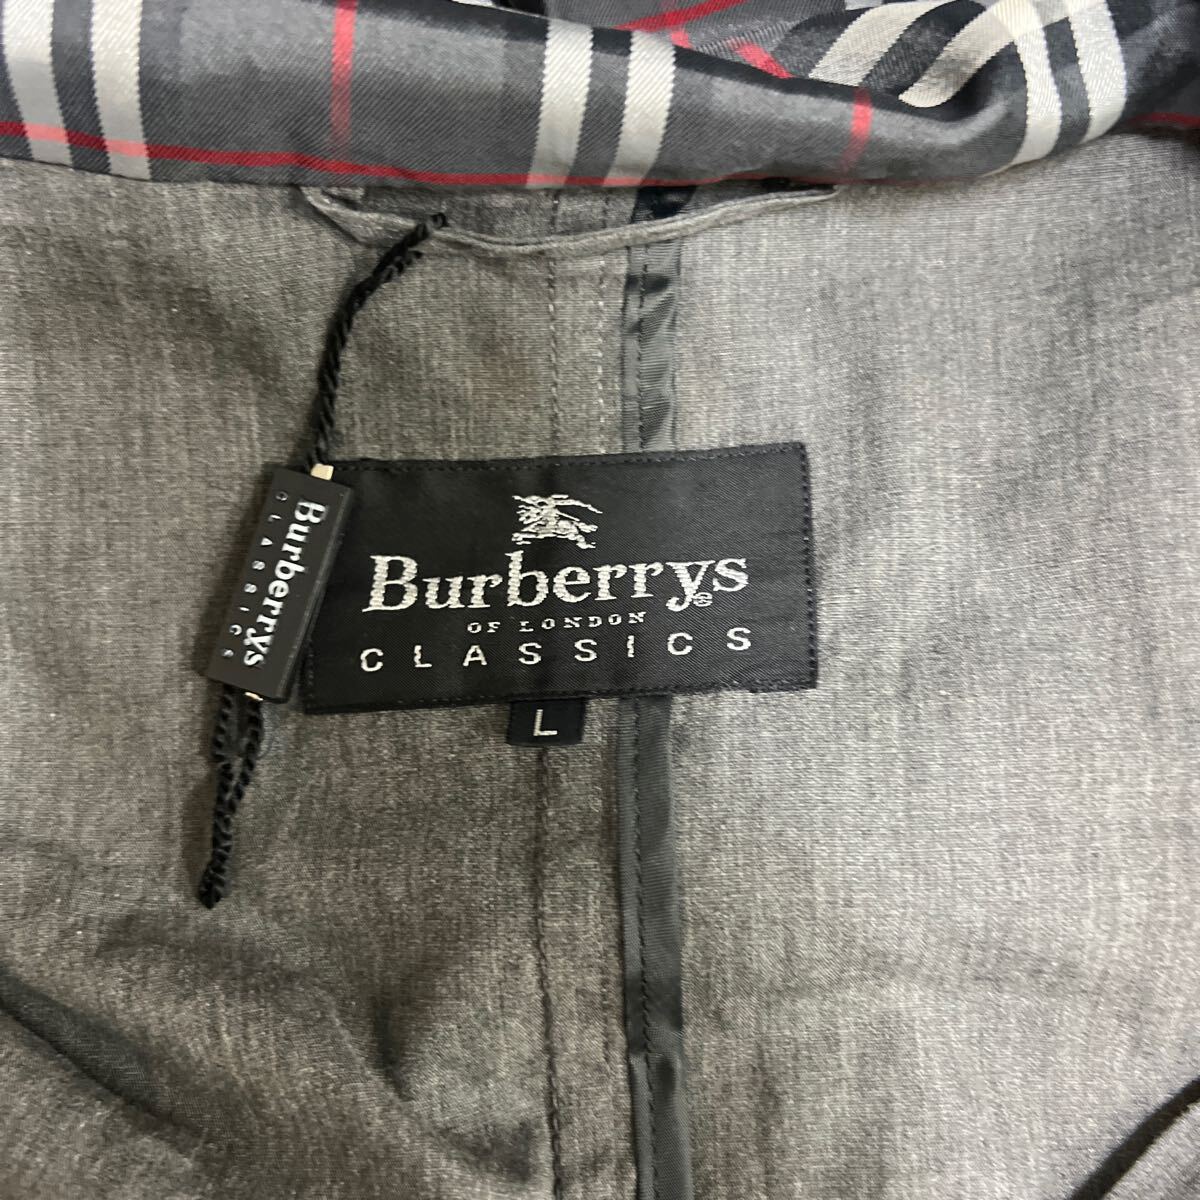 Burberrys
CLASSICS
Burberrys
OF LONDON
CLASSICS
L